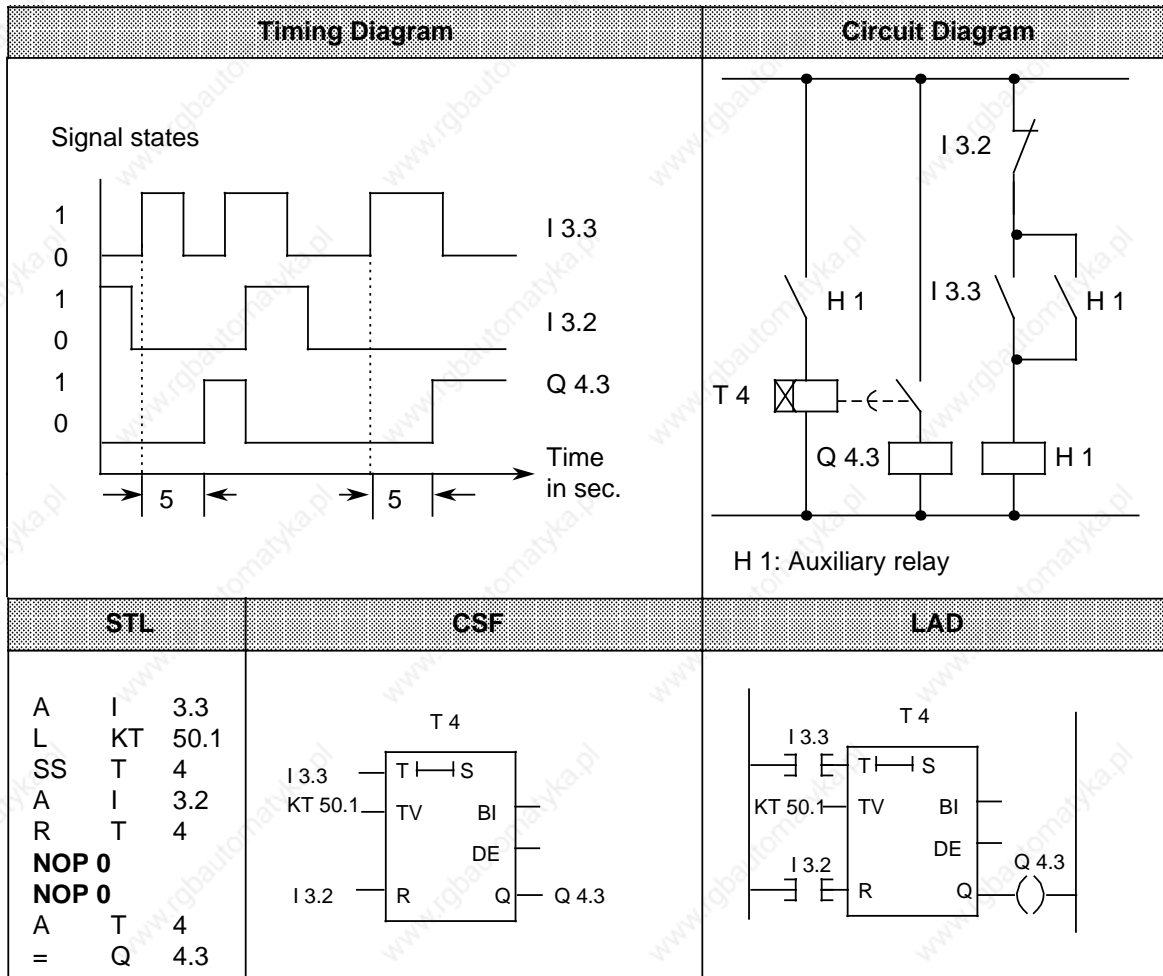 Timing Diagram
Circuit Diagram
Signal states
1
0
I 3.3
1
0
I 3.2
1
0
Q 4.3
Time
in sec.
5
5
I 3.2
H 1
I 3.3
H 1
T 4
Q 4.3
H 1
H 1: Auxiliary relay
STL
CSF
LAD
A I 3.3
L KT 50.1
SS T 4
A I 3.2
R T 4
NOP 0
NOP 0
A T 4
= Q 4.3
T 4
I 3.3
T S
KT 50.1
TV
BI
DE
I 3.2
R
Q
Q 4.3
T 4
I 3.3
T S
KT 50.1
TV
BI
DE
I 3.2
R
Q
Q 4.3
www.rgbautomatyka.pl